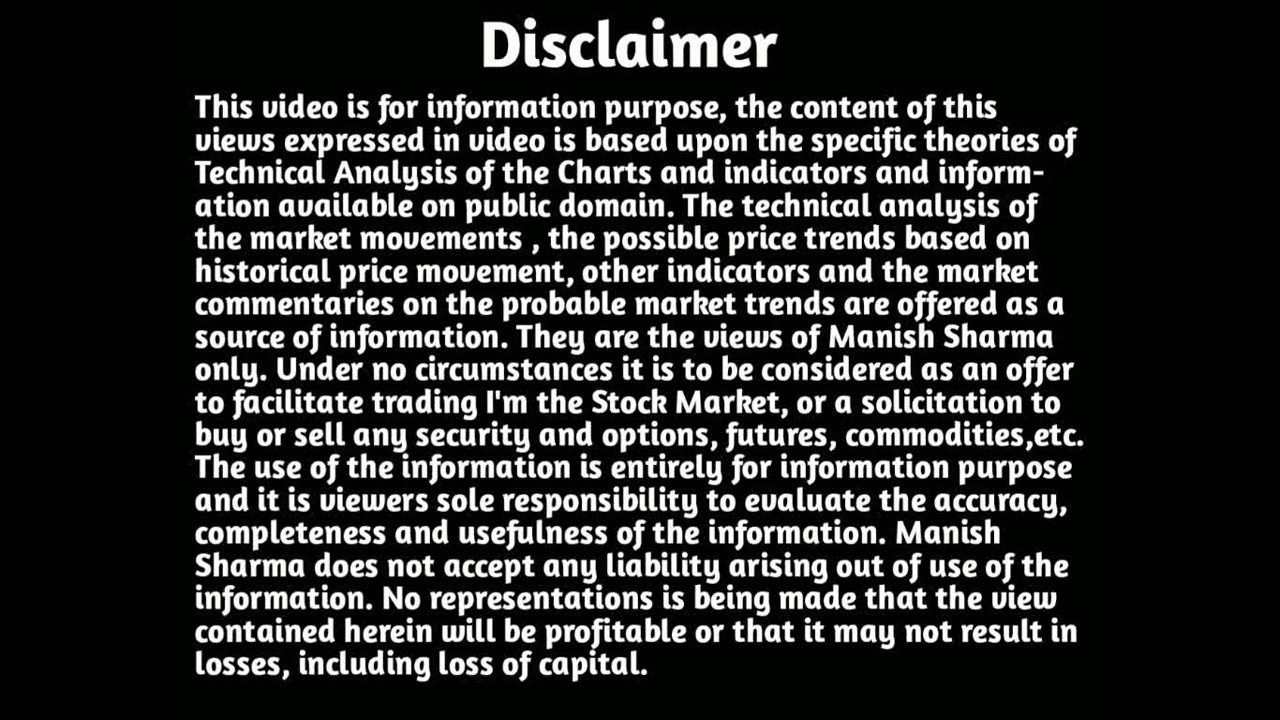 Disclaimer
This video is for information purpose, the content of this
views expressed in video is based upon the specific theories of
Technical Analysis of the Charts and indicators and inform-
ation available on public domain. The technical analysis of
the market movements , the possible price trends based on
historical price movement, other indicators and the market
commentaries on the probable market trends are offered as a
source of information. They are the views of Manish Sharma
only. Under no circumstances it is to be considered as an offer
to facilitate trading I'm the Stock Market, or a solicitation to
buy or sell any security and options, futures, commodities,etc.
The use of the information is entirely for information purpose
and it is viewers sole responsibility to evaluate the accuracy,
completeness and usefulness of the information. Manish
Sharma does not accept any liability arising out of use of the
information. No representations is being made that the view
contained herein will be profitable or that it may not result in
losses, including loss of capital.